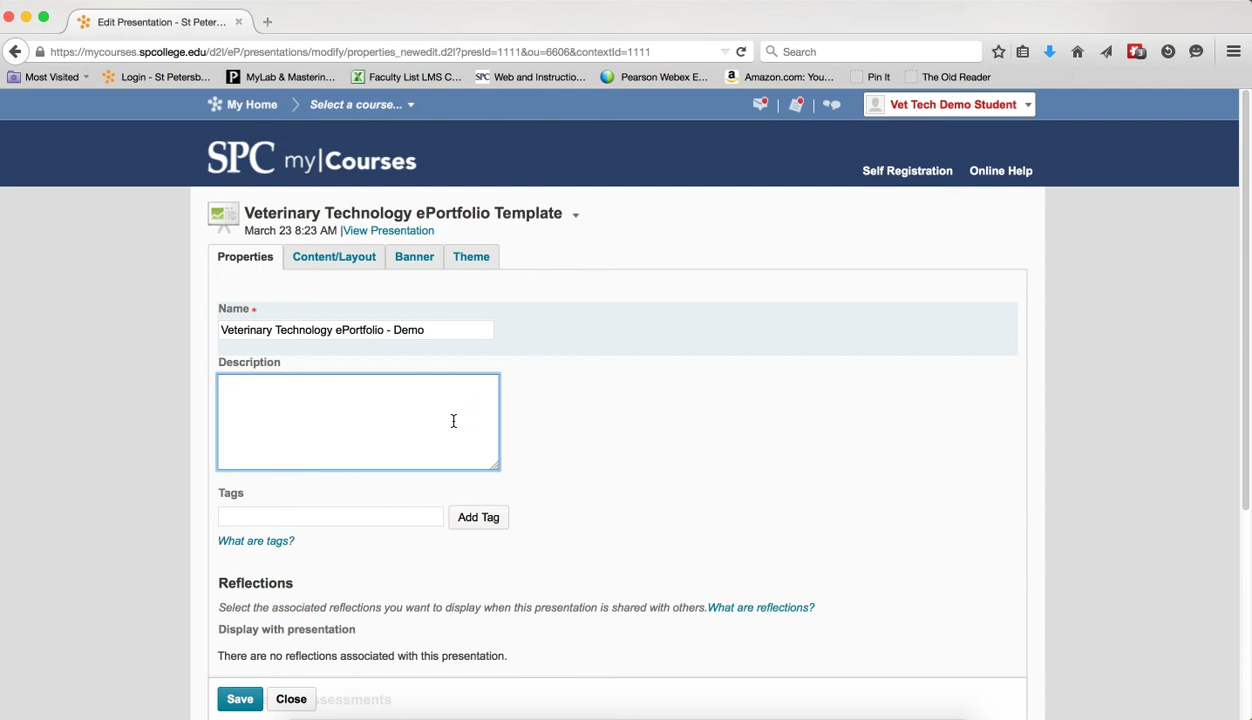 Edit Presentation - St Peter...
https://mycourses.spcollege.edu/d2l/eP/presentations/modify/properties_newedit.d2l?presId=1111&ou=6606&contextId=1111
Search
Most Visited
Login - St Petersb...
MyLab & Masterin...
Faculty List LMS C...
SPC Web and Instructio...
Pearson Webex E...
Amazon.com: You...
Pin It
The Old Reader
My Home
Select a course...
Vet Tech Demo Student
SPC my|Courses
Self Registration
Online Help
Veterinary Technology ePortfolio Template
March 23 8:23 AM |View Presentation
Properties
Content/Layout
Banner
Theme
Name *
Veterinary Technology ePortfolio - Demo
Description
Tags
Add Tag
What are tags?
Reflections
Select the associated reflections you want to display when this presentation is shared with others.What are reflections?
Display with presentation
There are no reflections associated with this presentation.
Save
Close